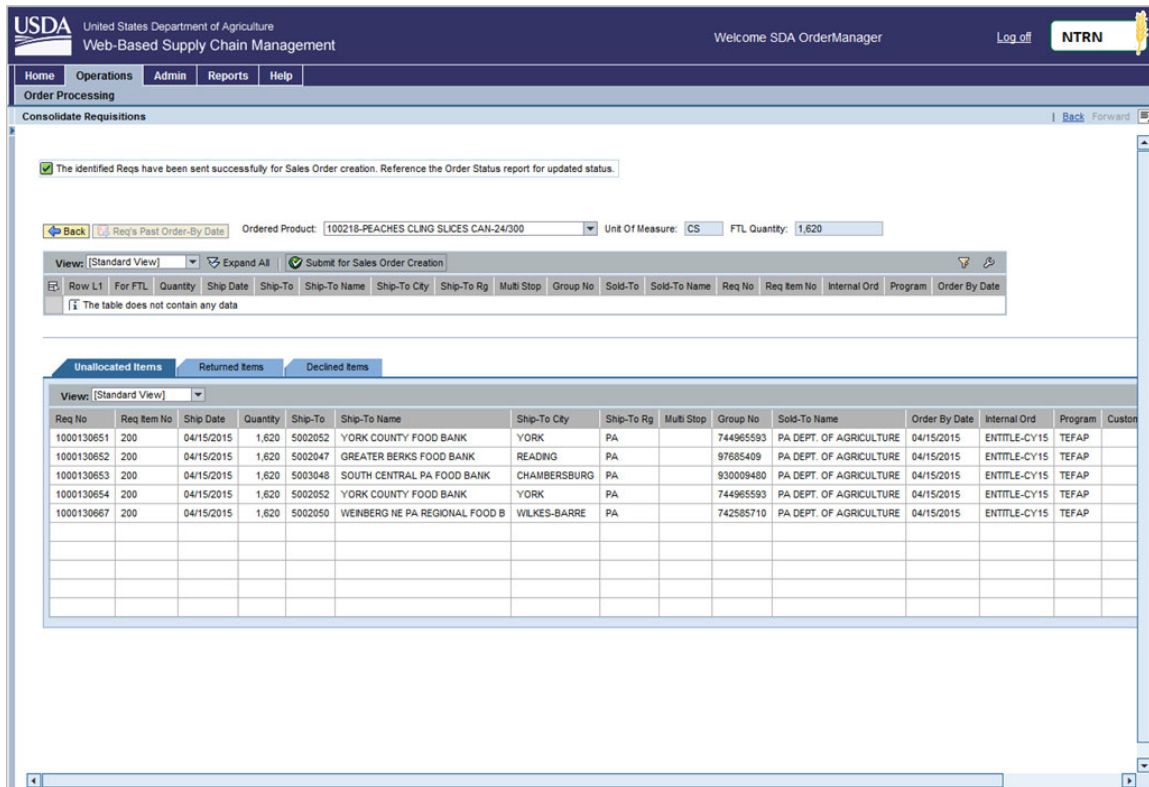 USDA United States Department of Agriculture
Web-Based Supply Chain Management Welcome SDA OrderManager Log off NTRN
Home Operations Admin Reports Help
Order Processing
Consolidate Requisitions | Back Forward
The identified Reqs have been sent successfully for Sales Order creation. Reference the Order Status report for updated status.
Back Req's Past Order-By Date Ordered Product: 100218-PEACHES CLING SLICES CAN-24/300 Unit Of Measure: CS FTL Quantity: 1,620
View: [Standard View] Expand All Submit for Sales Order Creation
Row L1 For FTL Quantity Ship Date Ship-To Ship-To Name Ship-To City Ship-To Rg Multi Stop Group No Sold-To Sold-To Name Req No Req Item No Internal Ord Program Order By Date
The table does not contain any data
Unallocated Items Returned Items Declined Items
View: [Standard View]
Req No Req Item No Ship Date Quantity Ship-To Ship-To Name Ship-To City Ship-To Rg Multi Stop Group No Sold-To Name Order By Date Internal Ord Program Custon
1000130651 200 04/15/2015 1,620 5002052 YORK COUNTY FOOD BANK YORK PA 744965593 PA DEPT. OF AGRICULTURE 04/15/2015 ENTITLE-CY15 TEFAP
1000130652 200 04/15/2015 1,620 5002047 GREATER BERKS FOOD BANK READING PA 97685409 PA DEPT. OF AGRICULTURE 04/15/2015 ENTITLE-CY15 TEFAP
1000130653 200 04/15/2015 1,620 5003048 SOUTH CENTRAL PA FOOD BANK CHAMBERSBURG PA 930009480 PA DEPT. OF AGRICULTURE 04/15/2015 ENTITLE-CY15 TEFAP
1000130654 200 04/15/2015 1,620 5002052 YORK COUNTY FOOD BANK YORK PA 744965593 PA DEPT. OF AGRICULTURE 04/15/2015 ENTITLE-CY15 TEFAP
1000130667 200 04/15/2015 1,620 5002050 WEINBERG NE PA REGIONAL FOOD B WILKES-BARRE PA 742585710 PA DEPT. OF AGRICULTURE 04/15/2015 ENTITLE-CY15 TEFAP